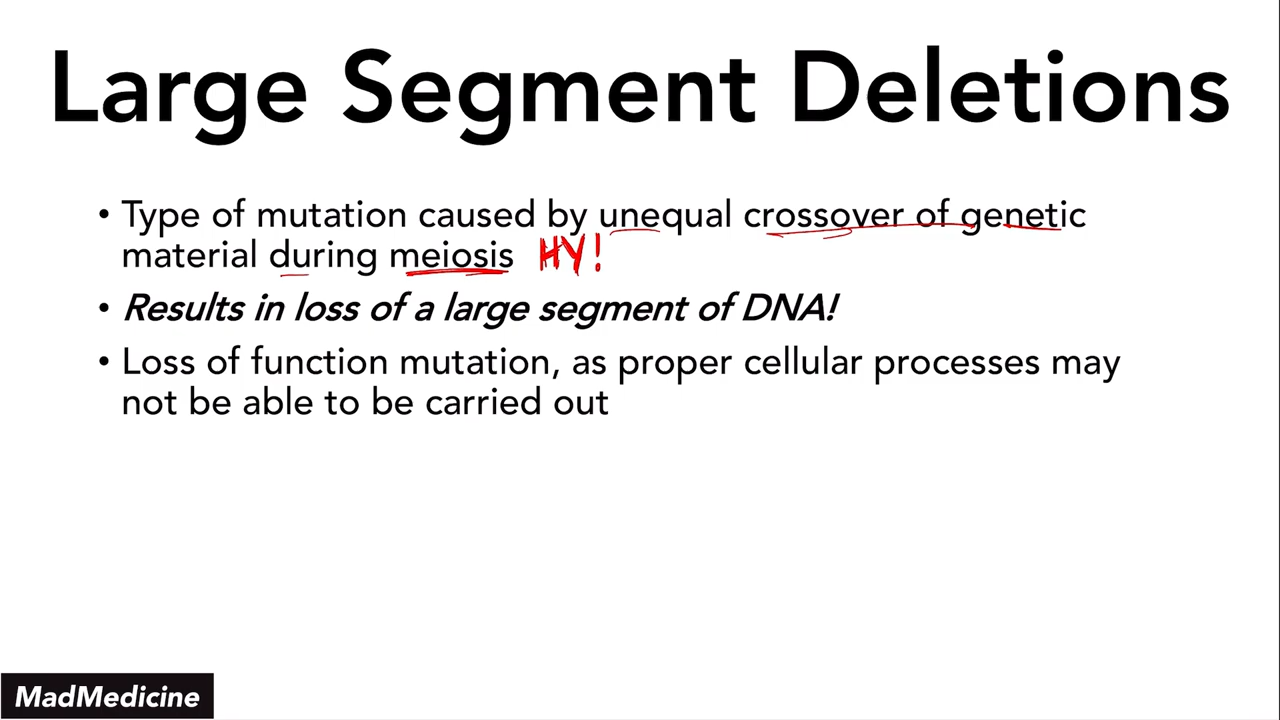 Large Segment Deletions
• Type of mutation caused by unequal crossover of genetic
material during meiosis HY!
• Results in loss of a large segment of DNA!
• Loss of function mutation, as proper cellular processes may
not be able to be carried out
MadMedicine